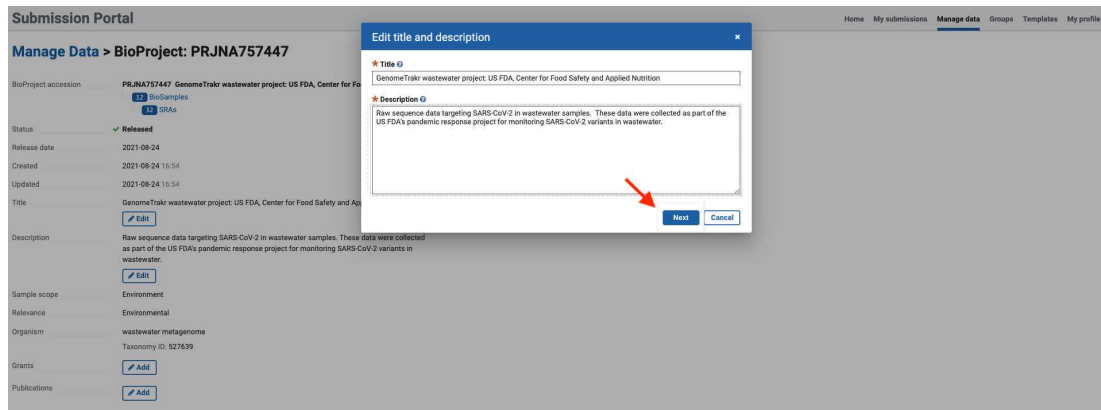 Submission Portal
Home My submissions Manage data Groups Templates My profile
Manage Data > BioProject: PRJNA757447
BioProject accession PRJNA757447 GenomeTrakr wastewater project: US FDA, Center for Fo
12 BioSamples
32 SRAs
Status Released
Release date 2021-08-24
Created 2021-08-24 16:54
Updated 2021-08-24 16:54
Title GenomeTrakr wastewater project: US FDA, Center for Food Safety and Ap
Edit
Description Raw sequence data targeting SARS-CoV-2 in wastewater samples. These data were collected
as part of the US FDA's pandemic response project for monitoring SARS-CoV-2 variants in
wastewater.
Edit
Sample scope Environment
Relevance Environmental
Organism wastewater metagenome
Taxonomy ID: 527639
Grants Add
Publications Add
Edit title and description ×
* Title ?
GenomeTrakr wastewater project: US FDA, Center for Food Safety and Applied Nutrition
* Description ?
Raw sequence data targeting SARS-CoV-2 in wastewater samples. These data were collected as part of the
US FDA's pandemic response project for monitoring SARS-CoV-2 variants in wastewater.
Next Cancel